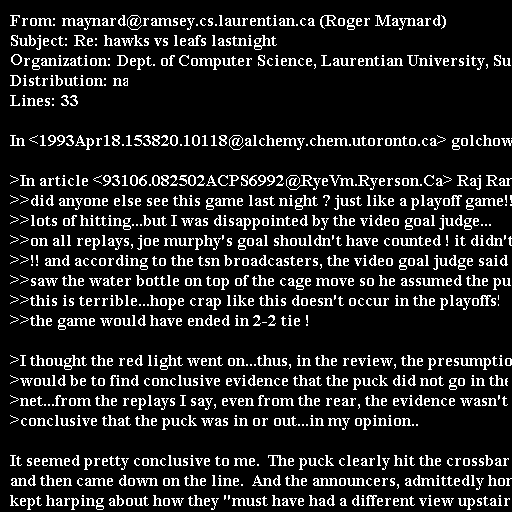 From: maynard@ramsey.cs.laurentian.ca (Roger Maynard)
Subject: Re: hawks vs leafs lastnight
Organization: Dept. of Computer Science, Laurentian University, Su
Distribution: na
Lines: 33

In <1993Apr18.153820.10118@alchemy.chem.utoronto.ca> golchow

>In article <93106.082502ACPS6992@RyeVm.Ryerson.Ca> Raj Ram
>>did anyone else see this game last night ? just like a playoff game!!
>>lots of hitting...but I was disappointed by the video goal judge...
>>on all replays, joe murphy's goal shouldn't have counted ! it didn't
>>!! and according to the tsn broadcasters, the video goal judge said
>>saw the water bottle on top of the cage move so he assumed the pu
>>this is terrible...hope crap like this doesn't occur in the playoffs!
>>the game would have ended in 2-2 tie !

>I thought the red light went on...thus, in the review, the presumptio
>would be to find conclusive evidence that the puck did not go in the
>net...from the replays I say, even from the rear, the evidence wasn't
>conclusive that the puck was in or out...in my opinion..

It seemed pretty conclusive to me.  The puck clearly hit the crossbar
and then came down on the line.  And the announcers, admittedly hom
kept harping about how they "must have had a different view upstair